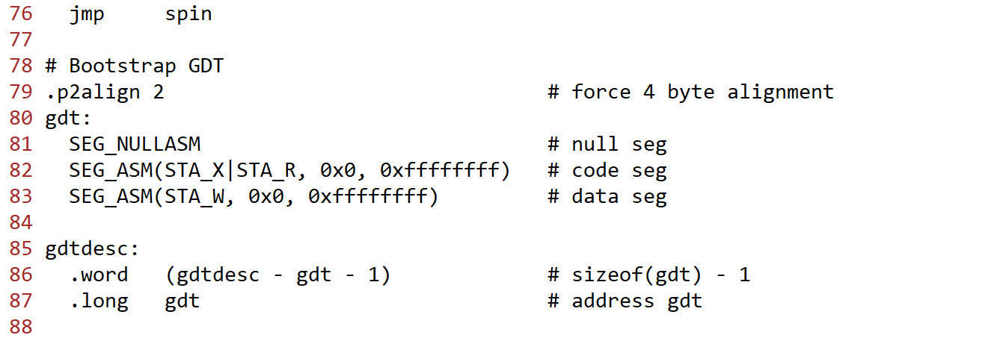 76   jmp     spin
77
78 # Bootstrap GDT
79 .p2align 2                                # force 4 byte alignment
80 gdt:
81   SEG_NULLASM                             # null seg
82   SEG_ASM(STA_X|STA_R, 0x0, 0xffffffff)   # code seg
83   SEG_ASM(STA_W, 0x0, 0xffffffff)         # data seg
84
85 gdtdesc:
86   .word   (gdtdesc - gdt - 1)             # sizeof(gdt) - 1
87   .long   gdt                             # address gdt
88